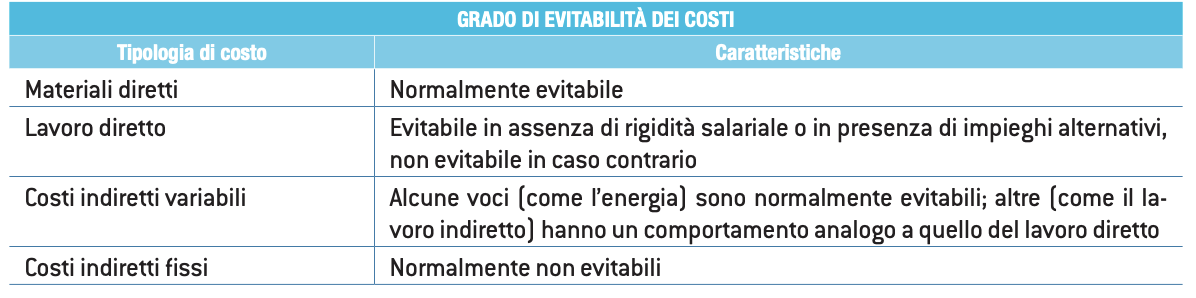 GRADO DI EVITABILITÀ DEI COSTI
Tipologia di costo Caratteristiche
Materiali diretti Normalmente evitabile
Lavoro diretto Evitabile in assenza di rigidità salariale o in presenza di impieghi alternativi,
non evitabile in caso contrario
Costi indiretti variabili Alcune voci (come l'energia) sono normalmente evitabili; altre (come il la-
voro indiretto) hanno un comportamento analogo a quello del lavoro diretto
Costi indiretti fissi Normalmente non evitabili